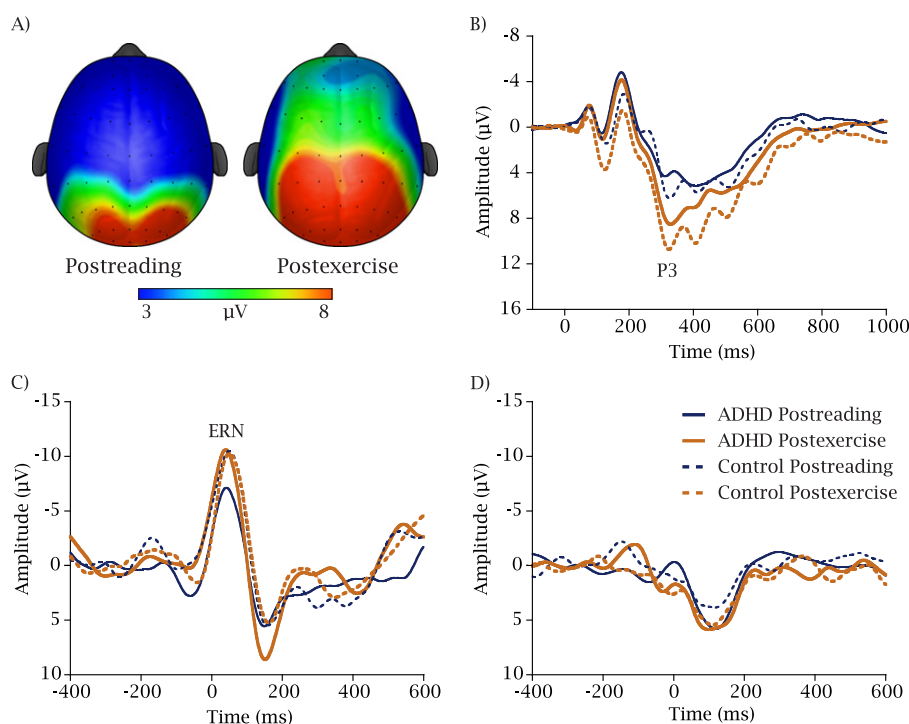 A)
Postreading
Postexercise
3
µV
8
B)
-8
-4
0
4
8
12
16
Amplitude (µV)
P3
0
200
400
600
800
1000
Time (ms)
C)
-15
-10
-5
0
5
10
Amplitude (µV)
ERN
-400
-200
0
200
400
600
Time (ms)
D)
-15
-10
-5
0
5
10
Amplitude (µV)
ADHD Postreading
ADHD Postexercise
Control Postreading
Control Postexercise
-400
-200
0
200
400
600
Time (ms)